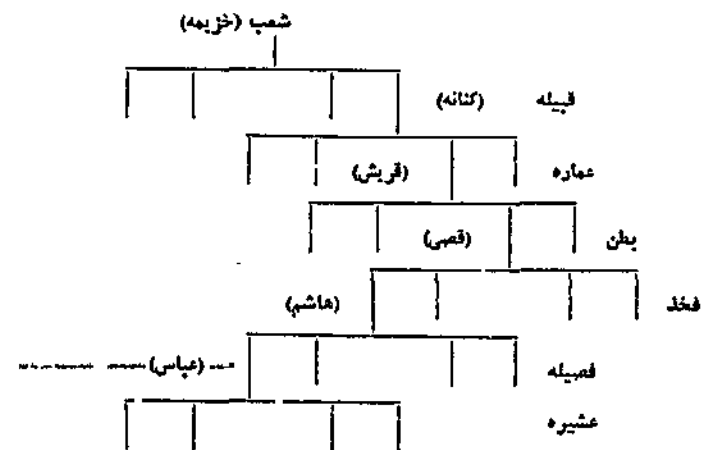 شعب (خزیمه)
قبیله (کنانه)
عماره (قریش)
بطن (قصی)
فخذ
(هاشم)
فصیله (عباس)
عشیره